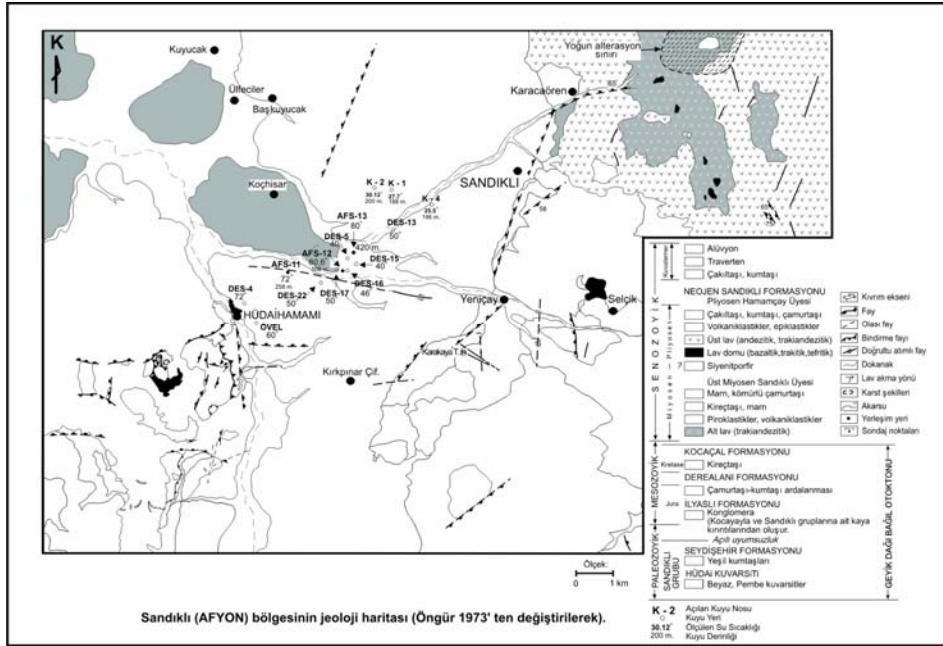 K
Kuyucak
Ülfeciler
Başkuyucak
Koçhisar
Karacaören
65
Yoğun alterasyon
sınırı
SANDIKLI
K - 2
30.12°
200 m.
K - 1
K - 4
AFS-13
80°
DES-5
40
420 m
DES-13
50°
AFS-12
AFS-11
72°
DES-15
40
DES-16
46°
DES-17
50°
DES-22
50°
DES-4
72°
HÜDAİHAMAMI
OVEL
60°
Yeniçay
Selçik
Karakaya T.
Kırkpınar Çif.
Ölçek:
0 1 km
SENOZOYİK
Kuvaterner
Alüvyon
Traverten
Çakıltaşı, kumtaşı
Miyosen – Pliyosen
NEOJEN SANDIKLI FORMASYONU
Pliyosen Hamamçay Üyesi
Çakıltaşı, kumtaşı, çamurtaşı
Volkaniklastikler, epiklastikler
Üst lav (andezitik, trakiandezitik)
Lav domu (bazaltik,trakitik,tefritik)
? Siyenitporfir
Üst Miyosen Sandıklı Üyesi
Marn, kömürlü çamurtaşı
Kireçtaşı, marn
Piroklastikler, volkaniklastikler
Alt lav (trakiandezitik)
Kıvrım ekseni
Fay
Olası fay
Bindirme fayı
Doğrultu atımlı fay
Dokanak
Lav akma yönü
Karst şekilleri
Akarsu
Yerleşim yeri
Sondaj noktaları
MESOZOYİK
KOCAÇAL FORMASYONU
Kretase Kireçtaşı
DEREALANI FORMASYONU
Çamurtaşı-kumtaşı ardalanması
Jura İLYASLI FORMASYONU
Konglomera
(Kocayayla ve Sandıklı gruplarına ait kaya
kırıntılarından oluşur.
Açılı uyumsuzluk
PALEOZOYİK
SANDIKLI
GRUBU
SEYDİŞEHİR FORMASYONU
Yeşil kumtaşları
HÜDAİ KUVARSİTİ
Beyaz, Pembe kuvarsitler
GEYİK DAĞI BAĞIL OTOKTONU
K - 2 Açılan Kuyu Nosu
Kuyu Yeri
30.12° Ölçülen Su Sıcaklığı
200 m. Kuyu Derinliği
Sandıklı (AFYON) bölgesinin jeoloji haritası (Öngür 1973' ten değiştirilerek).